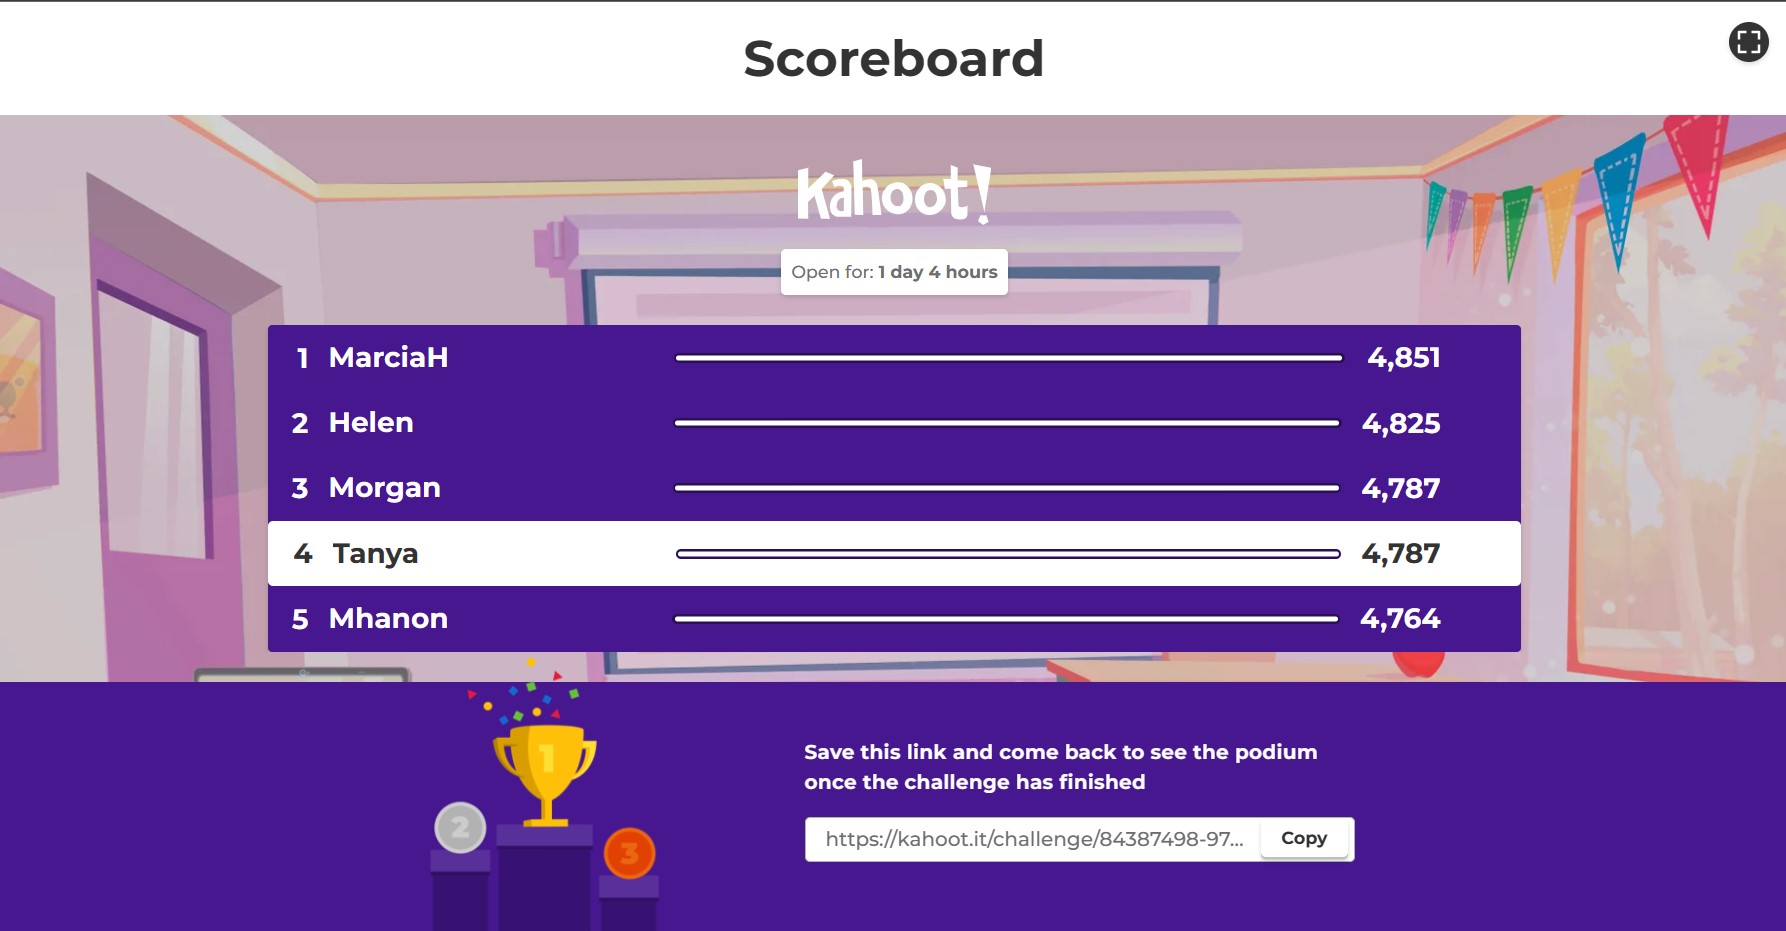 Scoreboard
Kahoot!
Open for: 1 day 4 hours
1 MarciaH 4,851
2 Helen 4,825
3 Morgan 4,787
4 Tanya 4,787
5 Mhanon 4,764
1
2
3
Save this link and come back to see the podium
once the challenge has finished
https://kahoot.it/challenge/84387498-97... Copy